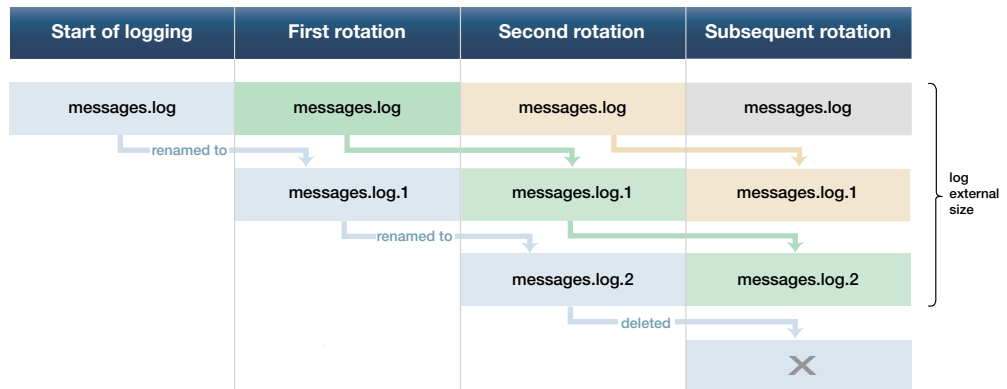 Start of logging
First rotation
Second rotation
Subsequent rotation
messages.log
messages.log
messages.log
messages.log
renamed to
messages.log.1
messages.log.1
messages.log.1
log
external
size
renamed to
messages.log.2
messages.log.2
deleted
X